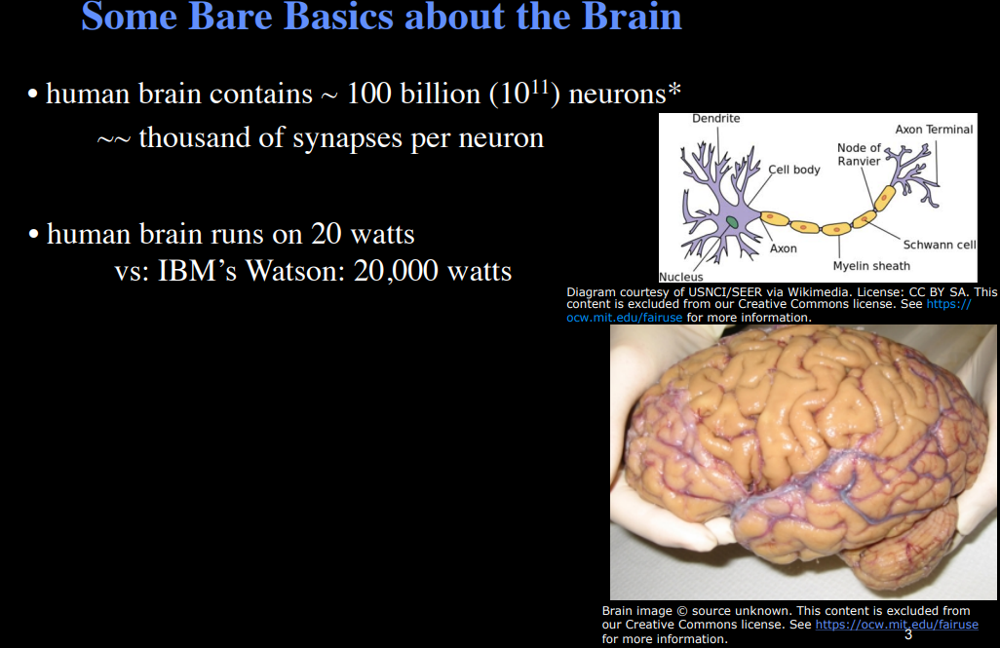 Some Bare Basics about the Brain
• human brain contains ~ 100 billion (10¹¹) neurons*
~~ thousand of synapses per neuron
• human brain runs on 20 watts
vs: IBM's Watson: 20,000 watts
Dendrite
Axon Terminal
Node of
Ranvier
Cell body
Axon
Schwann cell
Myelin sheath
Nucleus
Diagram courtesy of USNCI/SEER via Wikimedia. License: CC BY SA. This
content is excluded from our Creative Commons license. See https://
ocw.mit.edu/fairuse for more information.
Brain image © source unknown. This content is excluded from
our Creative Commons license. See https://ocw.mit.edu/fairuse
for more information.
3